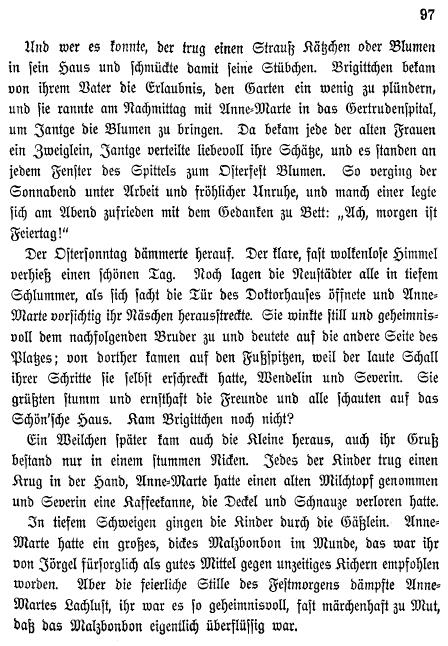 97
Und wer es konnte, der trug einen Strauß Kätzchen oder Blumen
in sein Haus und schmückte damit seine Stübchen. Brigittchen bekam
von ihrem Vater die Erlaubnis, den Garten ein wenig zu plündern,
und sie rannte am Nachmittag mit Anne-Marte in das Gertrudenspital,
um Jantge die Blumen zu bringen. Da bekam jede der alten Frauen
ein Zweiglein, Jantge verteilte liebevoll ihre Schätze, und es standen an
jedem Fenster des Spittels zum Osterfest Blumen. So verging der
Sonnabend unter Arbeit und fröhlicher Unruhe, und manch einer legte
sich am Abend zufrieden mit dem Gedanken zu Bett: „Ach, morgen ist
Feiertag!“
Der Ostersonntag dämmerte herauf. Der klare, fast wolkenlose Himmel
verhieß einen schönen Tag. Noch lagen die Neustädter alle in tiefem
Schlummer, als sich sacht die Tür des Doktorhauses öffnete und Anne-
Marte vorsichtig ihr Näschen herausstreckte. Sie winkte still und geheimnis-
voll dem nachfolgenden Bruder zu und deutete auf die andere Seite des
Platzes; von dorther kamen auf den Fußspitzen, weil der laute Schall
ihrer Schritte sie selbst erschreckt hatte, Wendelin und Severin. Sie
grüßten stumm und ernsthaft die Freunde und alle schauten auf das
Schön'sche Haus. Kam Brigittchen noch nicht?
Ein Weilchen später kam auch die Kleine heraus, auch ihr Gruß
bestand nur in einem stummen Nicken. Jedes der Kinder trug einen
Krug in der Hand, Anne-Marte hatte einen alten Milchtopf genommen
und Severin eine Kaffeekanne, die Deckel und Schnauze verloren hatte.
In tiefem Schweigen gingen die Kinder durch die Gäßlein. Anne-
Marte hatte ein großes, dickes Malzbonbon im Munde, das war ihr
von Jörgel fürsorglich als gutes Mittel gegen unzeitiges Kichern empfohlen
worden. Aber die feierliche Stille des Festmorgens dämpfte Anne-
Martes Lachlust, ihr war es so geheimnisvoll, fast märchenhaft zu Mut,
daß das Malzbonbon eigentlich überflüssig war.